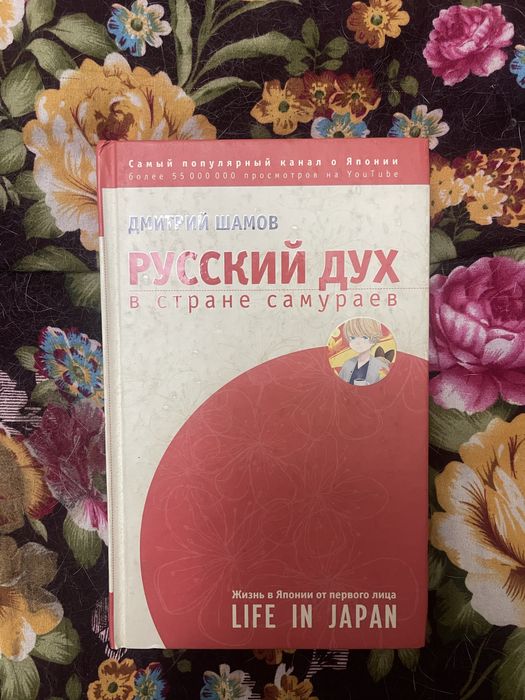 Самый популярный канал о Японии
более 55 000 000 просмотров на YouTube
ДМИТРИЙ ШАМОВ
РУССКИЙ ДУХ
в стране самураев
Жизнь в Японии от первого лица
LIFE IN JAPAN